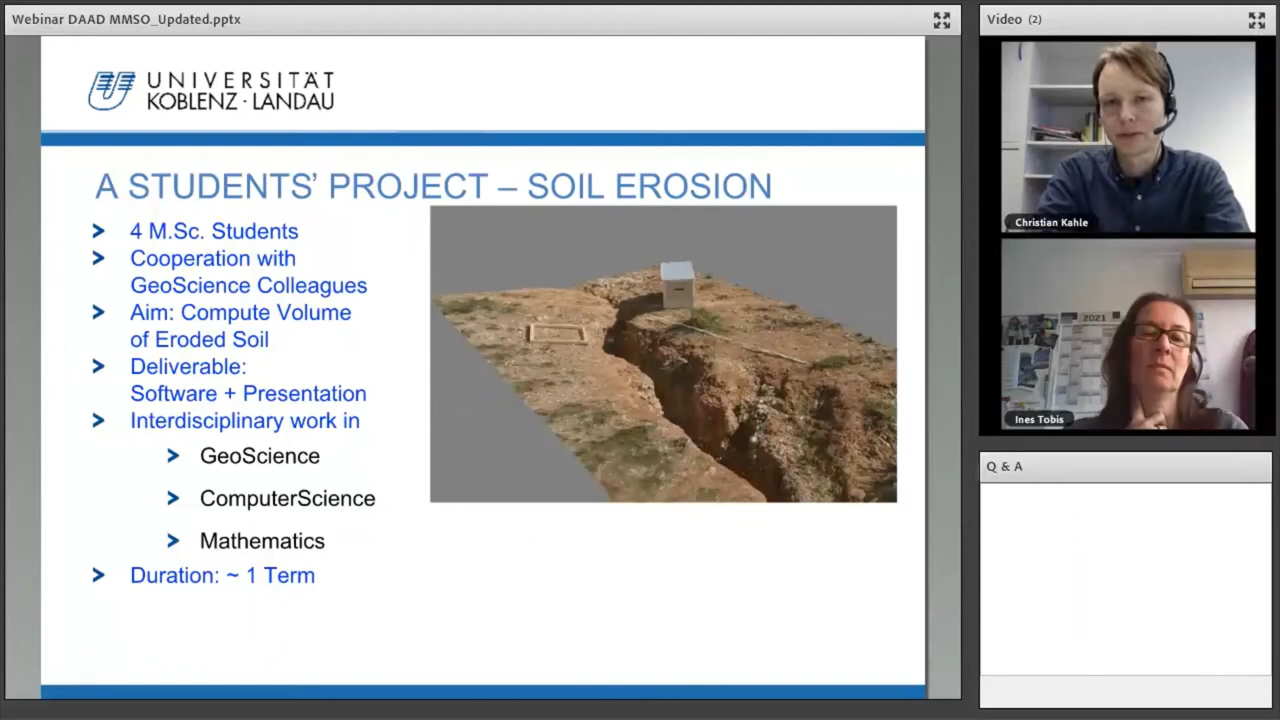 Webinar DAAD MMSO_Updated.pptx
UNIVERSITÄT
KOBLENZ · LANDAU
A STUDENTS’ PROJECT – SOIL EROSION
4 M.Sc. Students
Cooperation with
GeoScience Colleagues
Aim: Compute Volume
of Eroded Soil
Deliverable:
Software + Presentation
Interdisciplinary work in
GeoScience
ComputerScience
Mathematics
Duration: ~ 1 Term
Video (2)
Christian Kahle
2021
Ines Tobis
Q & A